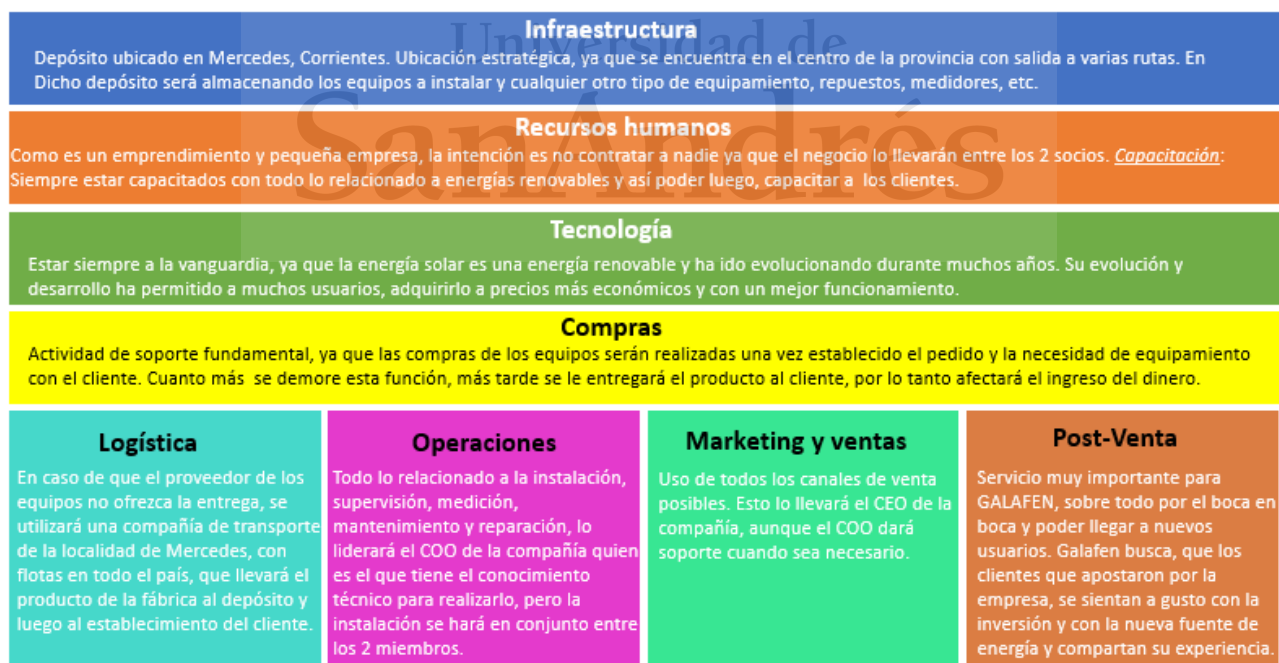 Universidad de
SanAndrés
Infraestructura
Depósito ubicado en Mercedes, Corrientes. Ubicación estratégica, ya que se encuentra en el centro de la provincia con salida a varias rutas. En
Dicho depósito será almacenando los equipos a instalar y cualquier otro tipo de equipamiento, repuestos, medidores, etc.
Recursos humanos
Como es un emprendimiento y pequeña empresa, la intención es no contratar a nadie ya que el negocio lo llevarán entre los 2 socios. Capacitación:
Siempre estar capacitados con todo lo relacionado a energías renovables y así poder luego, capacitar a los clientes.
Tecnología
Estar siempre a la vanguardia, ya que la energía solar es una energía renovable y ha ido evolucionando durante muchos años. Su evolución y
desarrollo ha permitido a muchos usuarios, adquirirlo a precios más económicos y con un mejor funcionamiento.
Compras
Actividad de soporte fundamental, ya que las compras de los equipos serán realizadas una vez establecido el pedido y la necesidad de equipamiento
con el cliente. Cuanto más se demore esta función, más tarde se le entregará el producto al cliente, por lo tanto afectará el ingreso del dinero.
Logística
En caso de que el proveedor de los
equipos no ofrezca la entrega, se
utilizará una compañía de transporte
de la localidad de Mercedes, con
flotas en todo el país, que llevará el
producto de la fábrica al depósito y
luego al establecimiento del cliente.
Operaciones
Todo lo relacionado a la instalación,
supervisión, medición,
mantenimiento y reparación, lo
liderará el COO de la compañía quien
es el que tiene el conocimiento
técnico para realizarlo, pero la
instalación se hará en conjunto entre
los 2 miembros.
Marketing y ventas
Uso de todos los canales de venta
posibles. Esto lo llevará el CEO de la
compañía, aunque el COO dará
soporte cuando sea necesario.
Post-Venta
Servicio muy importante para
GALAFEN, sobre todo por el boca en
boca y poder llegar a nuevos
usuarios. Galafen busca, que los
clientes que apostaron por la
empresa, se sientan a gusto con la
inversión y con la nueva fuente de
energía y compartan su experiencia.